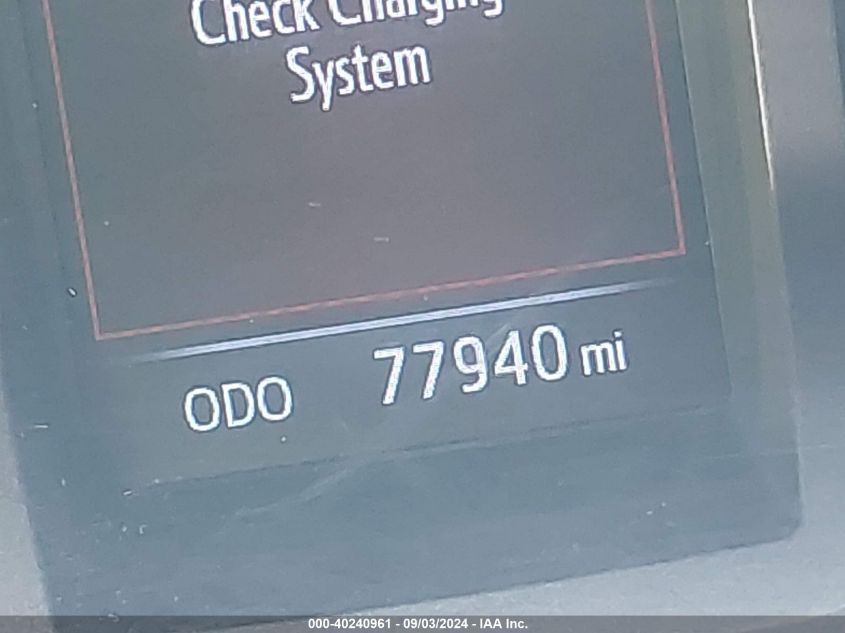 Check Charging
System
ODO 77940 mi
000-40240961 - 09/03/2024 - IAA Inc.